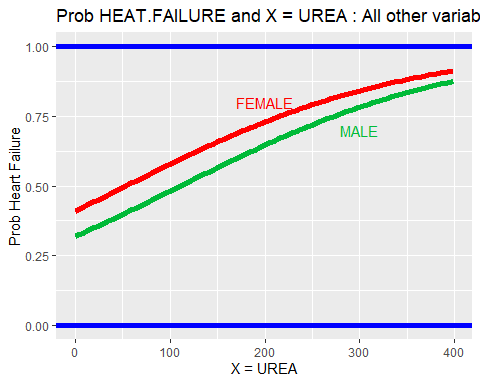 Prob HEAT.FAILURE and X = UREA : All other variab
1.00
0.75
0.50
0.25
0.00
Prob Heart Failure
FEMALE
MALE
0 100 200 300 400
X = UREA